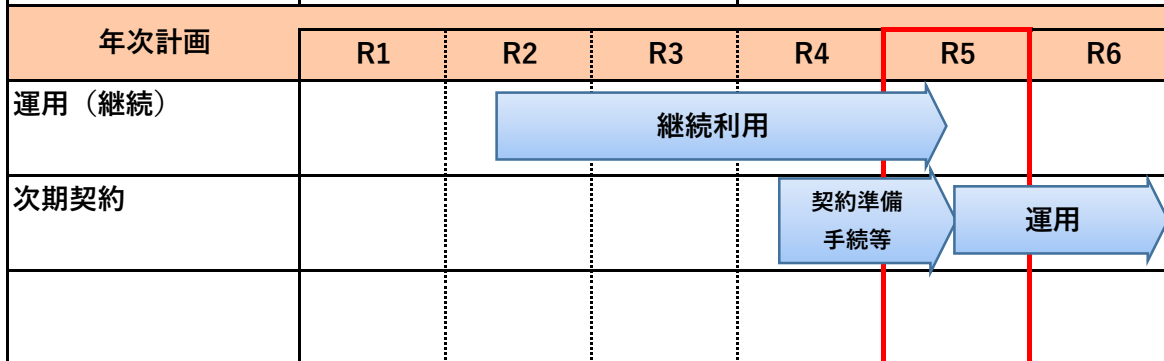 年次計画
R1 R2 R3 R4 R5 R6
運用（継続）
継続利用
次期契約
契約準備
手続等
運用